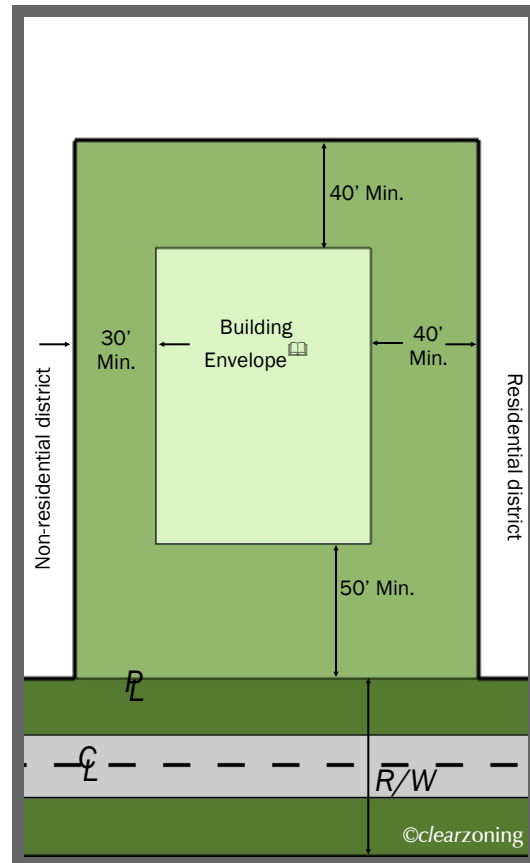 40' Min.
Building
Envelope
30'
Min.
40'
Min.
Non-residential district
Residential district
50' Min.
PL
CL
R/W
©clearzoning